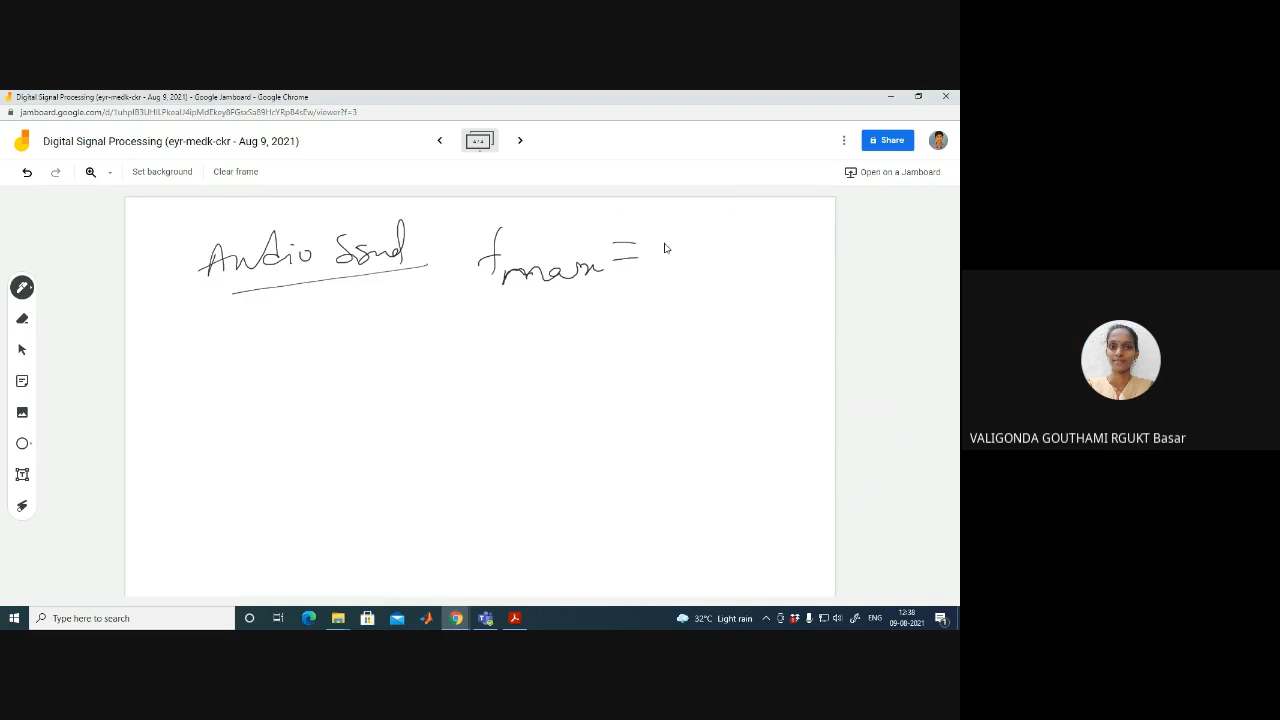 Digital Signal Processing (eyr-medk-ckr - Aug 9, 2021) - Google Jamboard - Google Chrome
Digital Signal Processing (eyr-medk-ckr - Aug 9, 2021)
4 / 4
Share
Set background
Clear frame
Open on a Jamboard
Audio fmax =
VALIGONDA GOUTHAMI RGUKT Basar
Type here to search
32°C Light rain
ENG
12:38
09-08-2021